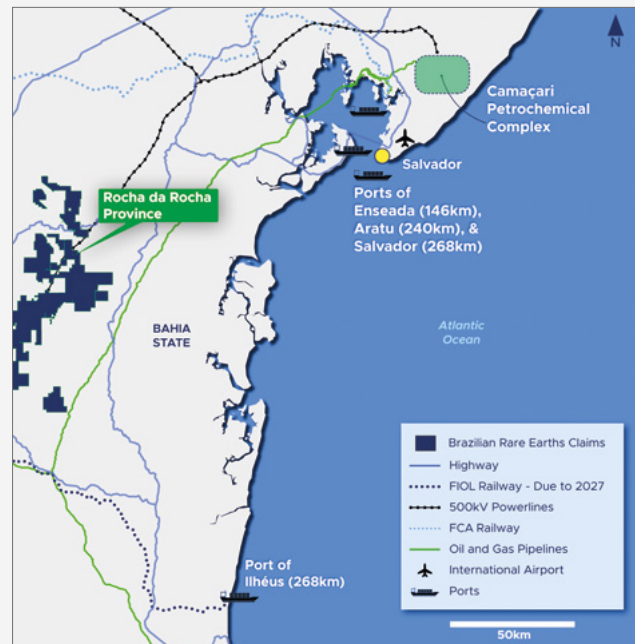 N
Camaçari
Petrochemical
Complex
Salvador
Rocha da Rocha
Province
Ports of
Enseada (146km),
Aratu (240km), &
Salvador (268km)
BAHIA
STATE
Atlantic
Ocean
Brazilian Rare Earths Claims
Highway
FIOL Railway - Due to 2027
500kV Powerlines
FCA Railway
Oil and Gas Pipelines
International Airport
Ports
Port of
Ilhéus (268km)
50km